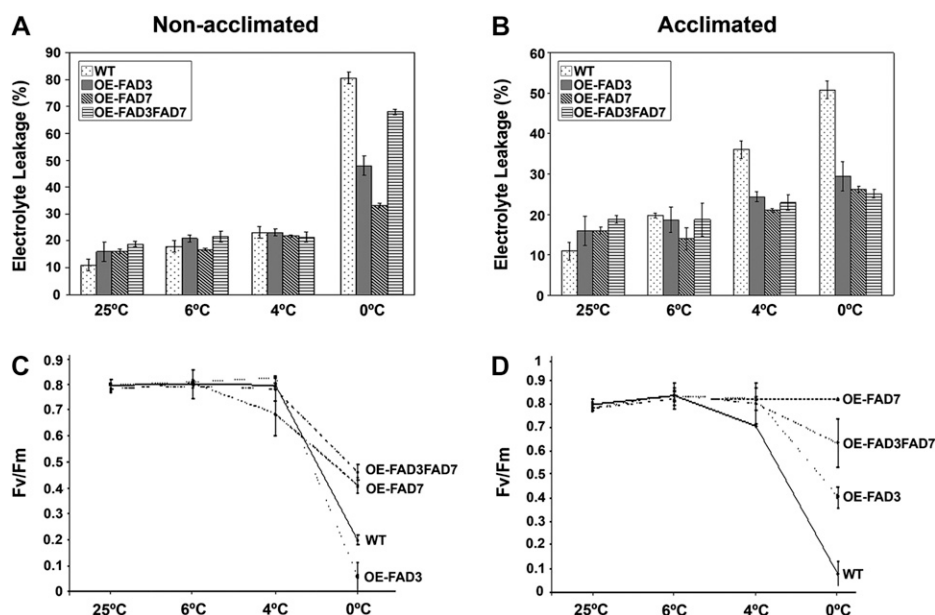 A
Non-acclimated
Electrolyte Leakage (%)
90
80
70
60
50
40
30
20
10
0
WT
OE-FAD3
OE-FAD7
OE-FAD3FAD7
25ºC
6ºC
4ºC
0ºC
B
Acclimated
Electrolyte Leakage (%)
60
50
40
30
20
10
0
WT
OE-FAD3
OE-FAD7
OE-FAD3FAD7
25ºC
6ºC
4ºC
0ºC
C
Fv/Fm
0.9
0.8
0.7
0.6
0.5
0.4
0.3
0.2
0.1
0
OE-FAD3FAD7
OE-FAD7
WT
OE-FAD3
25ºC
6ºC
4ºC
0ºC
D
Fv/Fm
1
0.9
0.8
0.7
0.6
0.5
0.4
0.3
0.2
0.1
0
OE-FAD7
OE-FAD3FAD7
OE-FAD3
WT
25ºC
6ºC
4ºC
0ºC